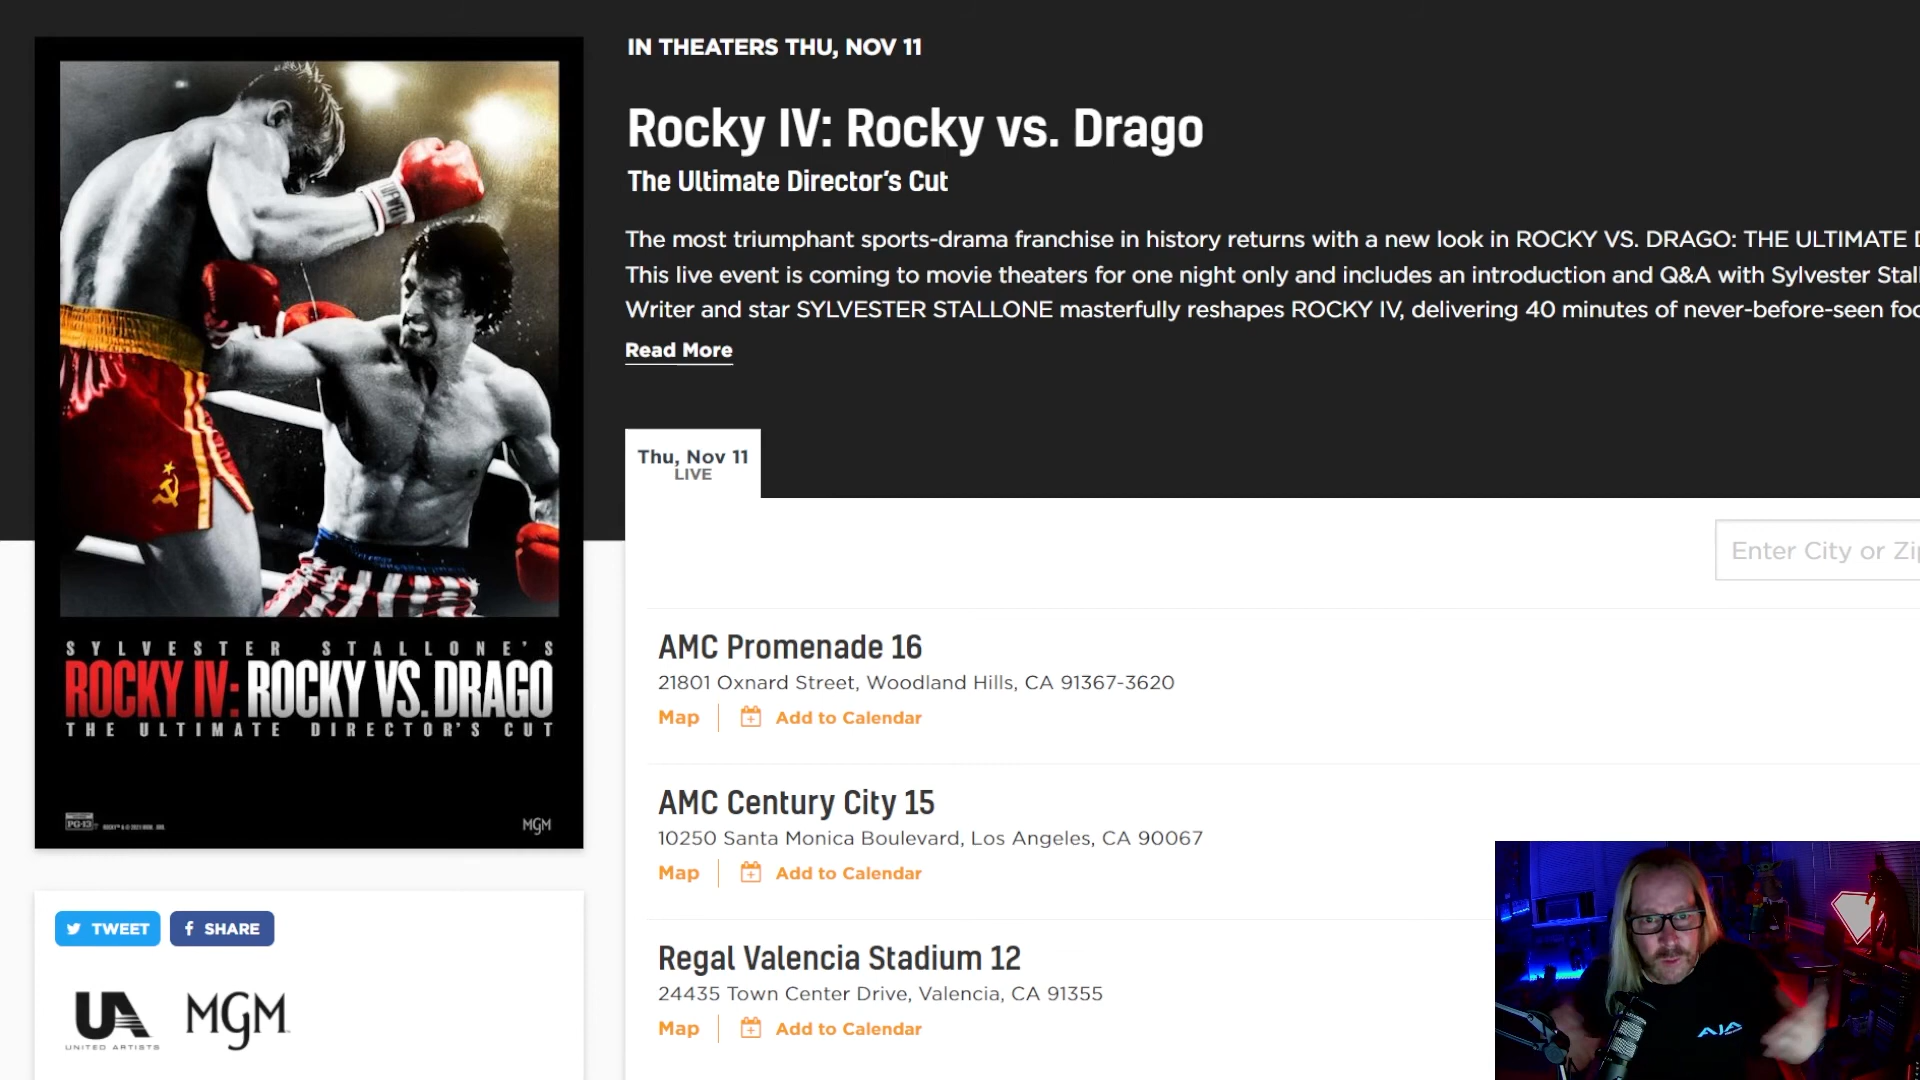 IN THEATERS THU, NOV 11
Rocky IV: Rocky vs. Drago
The Ultimate Director's Cut
The most triumphant sports-drama franchise in history returns with a new look in ROCKY VS. DRAGO: THE ULTIMATE
This live event is coming to movie theaters for one night only and includes an introduction and Q&A with Sylvester
Writer and star SYLVESTER STALLONE masterfully reshapes ROCKY IV, delivering 40 minutes of never-before-seen
Read More
Thu, Nov 11
LIVE
Enter City or
AMC Promenade 16
21801 Oxnard Street, Woodland Hills, CA 91367-3620
Map
Add to Calendar
AMC Century City 15
10250 Santa Monica Boulevard, Los Angeles, CA 90067
Map
Add to Calendar
Regal Valencia Stadium 12
24435 Town Center Drive, Valencia, CA 91355
Map
Add to Calendar
SYLVESTER STALLONE'S
ROCKY IV: ROCKY VS. DRAGO
THE ULTIMATE DIRECTOR'S CUT
PG-13
MGM
TWEET
SHARE
UA
UNITED ARTISTS
MGM
AJA